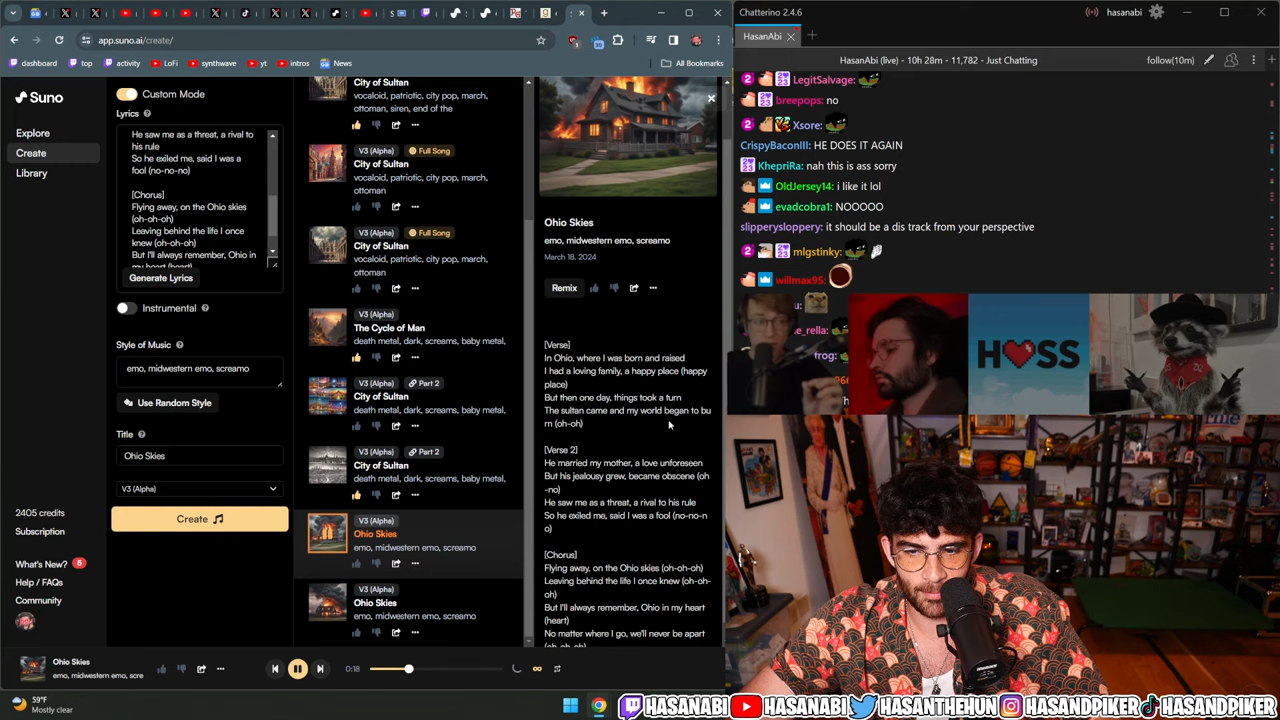 app.suno.ai/create/
dashboard
top
activity
LoFi
synthwave
yt
intros
News
All Bookmarks
Suno
Explore
Create
Library
2405 credits
Subscription
What's New?
6
Help / FAQs
Community
Custom Mode
Lyrics
He saw me as a threat, a rival to
his rule
So he exiled me, said I was a
fool (no-no-no)
[Chorus]
Flying away, on the Ohio skies
(oh-oh-oh)
Leaving behind the life I once
knew (oh-oh-oh)
But I'll always remember, Ohio in
my heart (heart)
Generate Lyrics
Instrumental
Style of Music
emo, midwestern emo, screamo
Use Random Style
Title
Ohio Skies
V3 (Alpha)
Create
City of Sultan
vocaloid, patriotic, city pop, march,
ottoman, siren, end of the
V3 (Alpha)
Full Song
City of Sultan
vocaloid, patriotic, city pop, march,
ottoman
V3 (Alpha)
Full Song
City of Sultan
vocaloid, patriotic, city pop, march,
ottoman
V3 (Alpha)
The Cycle of Man
death metal, dark, screams, baby metal,
V3 (Alpha)
Part 2
City of Sultan
death metal, dark, screams, baby metal,
V3 (Alpha)
Part 2
City of Sultan
death metal, dark, screams, baby metal,
V3 (Alpha)
Ohio Skies
emo, midwestern emo, screamo
V3 (Alpha)
Ohio Skies
emo, midwestern emo, screamo
Ohio Skies
emo, midwestern emo, screamo
March 18, 2024
Remix
[Verse]
In Ohio, where I was born and raised
I had a loving family, a happy place (happy
place)
But then one day, things took a turn
The sultan came and my world began to bu
rn (oh-oh)
[Verse 2]
He married my mother, a love unforeseen
But his jealousy grew, became obscene (oh
-no)
He saw me as a threat, a rival to his rule
So he exiled me, said I was a fool (no-no-n
o)
[Chorus]
Flying away, on the Ohio skies (oh-oh-oh)
Leaving behind the life I once knew (oh-oh-
oh)
But I'll always remember, Ohio in my heart
(heart)
No matter where I go, we'll never be apart
(oh-oh-oh)
Ohio Skies
emo, midwestern emo, scre
0:18
59°F
Mostly clear
Chatterino 2.4.6
hasanabi
HasanAbi
HasanAbi (live) - 10h 28m - 11,782 - Just Chatting
follow(10m)
LegitSalvage:
breepops: no
Xsore:
CrispyBaconIII: HE DOES IT AGAIN
KhepriRa: nah this is ass sorry
OldJersey14: i like it lol
evadcobra1: NOOOOO
slipperysloppery: it should be a dis track from your perspective
mlgstinky:
willmax95:
H SS
HASANABI
HASANABI
HASANTHEHUN
HASANDPIKER
HASANDPIKER